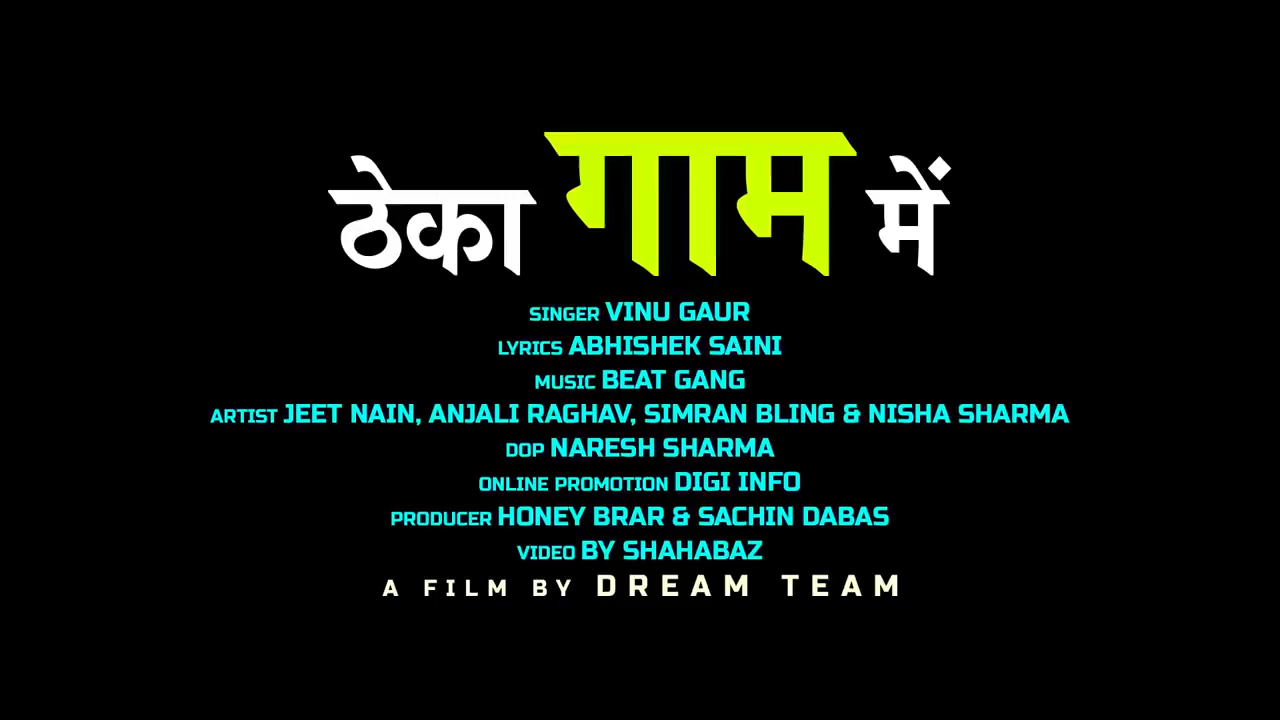 ठेका गाम में
SINGER VINU GAUR
LYRICS ABHISHEK SAINI
MUSIC BEAT GANG
ARTIST JEET NAIN, ANJALI RAGHAV, SIMRAN BLING & NISHA SHARMA
DOP NARESH SHARMA
ONLINE PROMOTION DIGI INFO
PRODUCER HONEY BRAR & SACHIN DABAS
VIDEO BY SHAHABAZ
A FILM BY DREAM TEAM